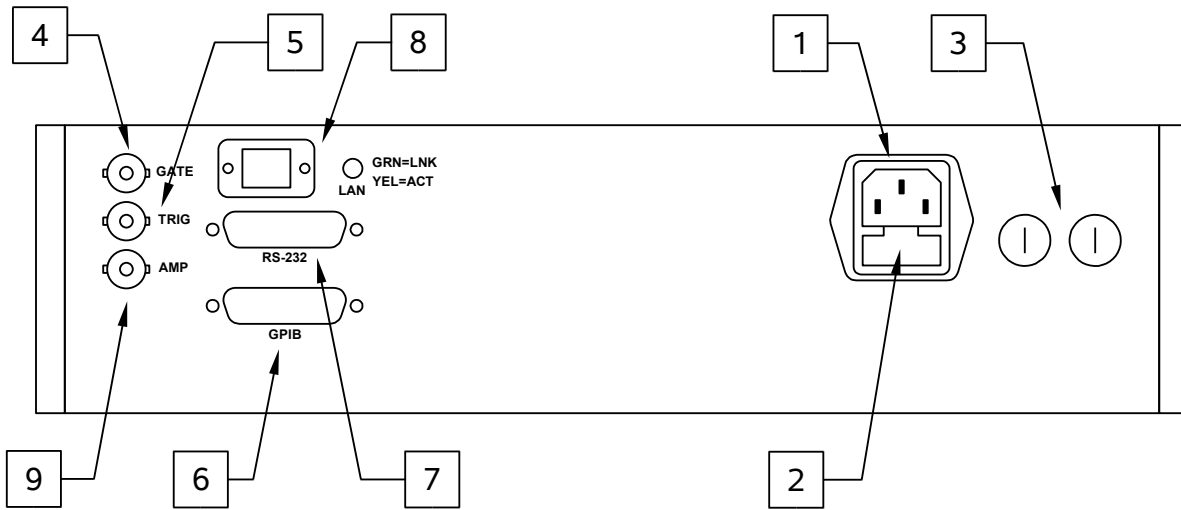 4
5
8
1
3
GATE
GRN=LNK
YEL=ACT
LAN
TRIG
RS-232
AMP
GPIB
9
6
7
2